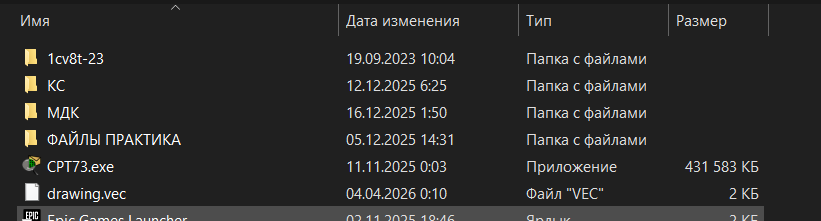 Имя Дата изменения Тип Размер
1cv8t-23 19.09.2023 10:04 Папка с файлами
КС 12.12.2025 6:25 Папка с файлами
МДК 16.12.2025 1:50 Папка с файлами
ФАЙЛЫ ПРАКТИКА 05.12.2025 14:31 Папка с файлами
CPT73.exe 11.11.2025 0:03 Приложение 431 583 КБ
drawing.vec 04.04.2026 0:10 Файл "VEC" 2 КБ
EPIC Epic Games Launcher 02.11.2025 18:46 Ярлык 2 КБ